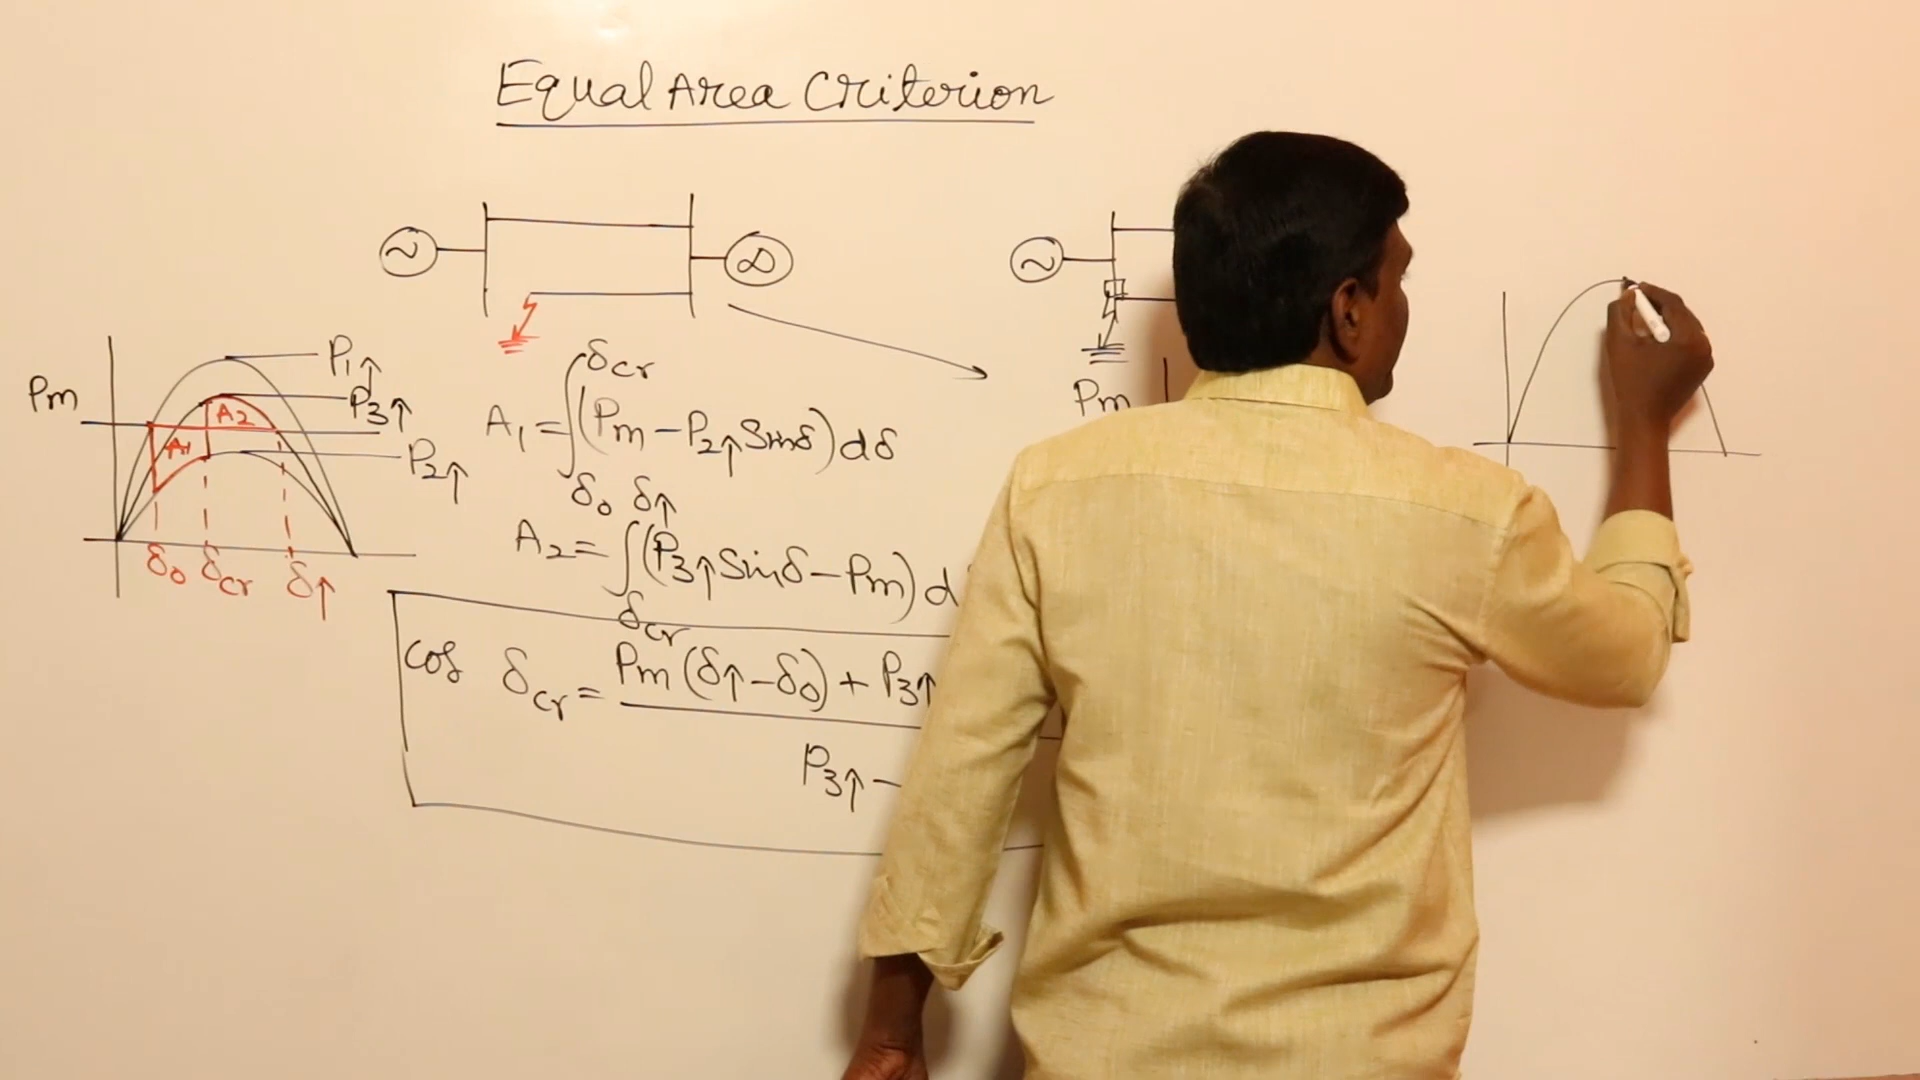 Equal Area Criterion
~
∞
~
P1↑
Pm
P3↑
A2
A1
P2↑
δ0 δcr δ↑
δcr
A1 = ∫(Pm - P2↑ Sinδ) dδ
δ0
δ↑
A2 = ∫(P3↑ Sinδ - Pm) d
δcr
Cos δcr = Pm (δ↑ - δ0) + P3↑
P3↑ -
Pm